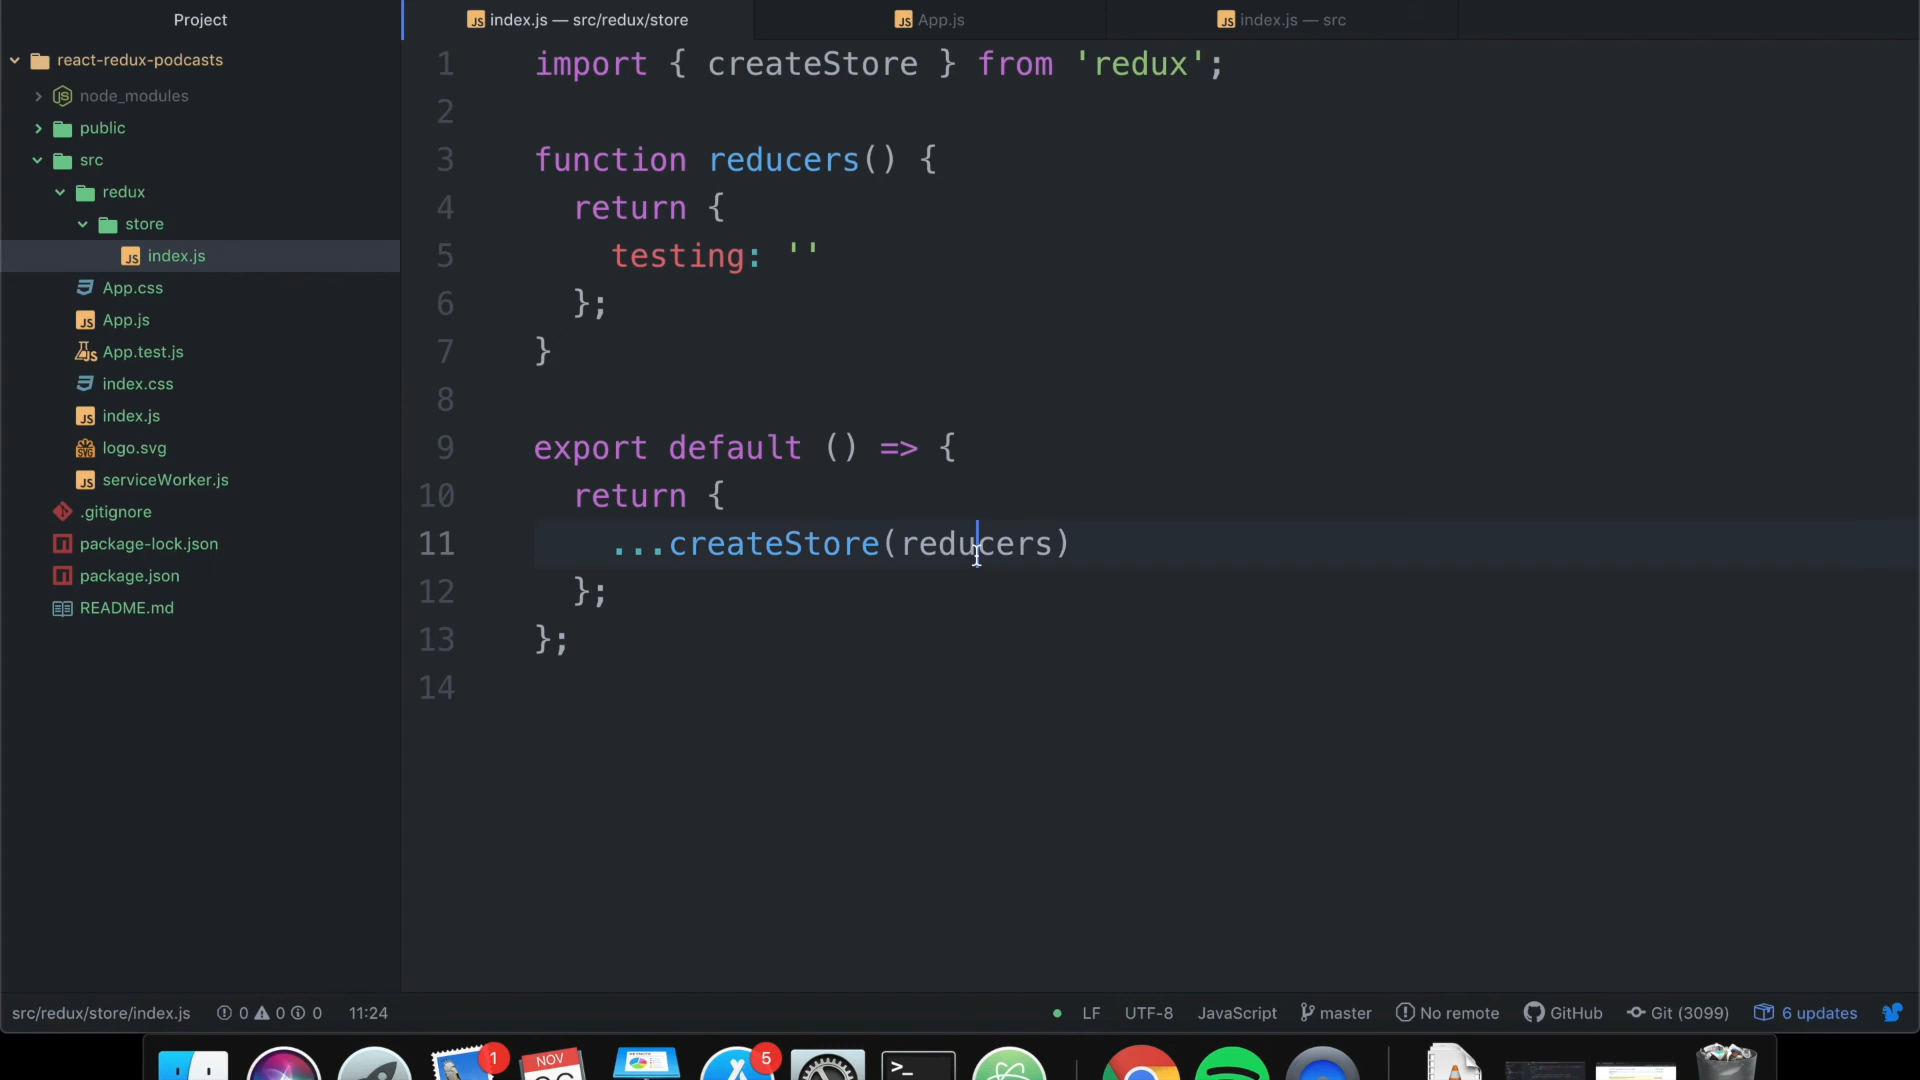 Project
index.js — src/redux/store
App.js
index.js — src
react-redux-podcasts
node_modules
public
src
redux
store
index.js
App.css
App.js
App.test.js
index.css
index.js
logo.svg
serviceWorker.js
.gitignore
package-lock.json
package.json
README.md
1 import { createStore } from 'redux';
2
3 function reducers() {
4 return {
5 testing: ''
6 };
7 }
8
9 export default () => {
10 return {
11 ...createStore(reducers)
12 };
13 };
14
src/redux/store/index.js 0 0 0 11:24 LF UTF-8 JavaScript master No remote GitHub Git (3099) 6 updates
1 NOV 5 >_